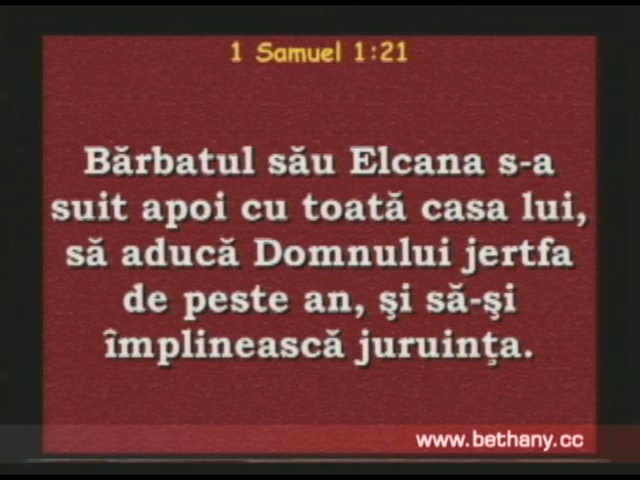 1 Samuel 1:21
Bărbatul său Elcana s-a
suit apoi cu toată casa lui,
să aducă Domnului jertfa
de peste an, şi să-şi
împlinească juruinţa.
www.bethany.cc